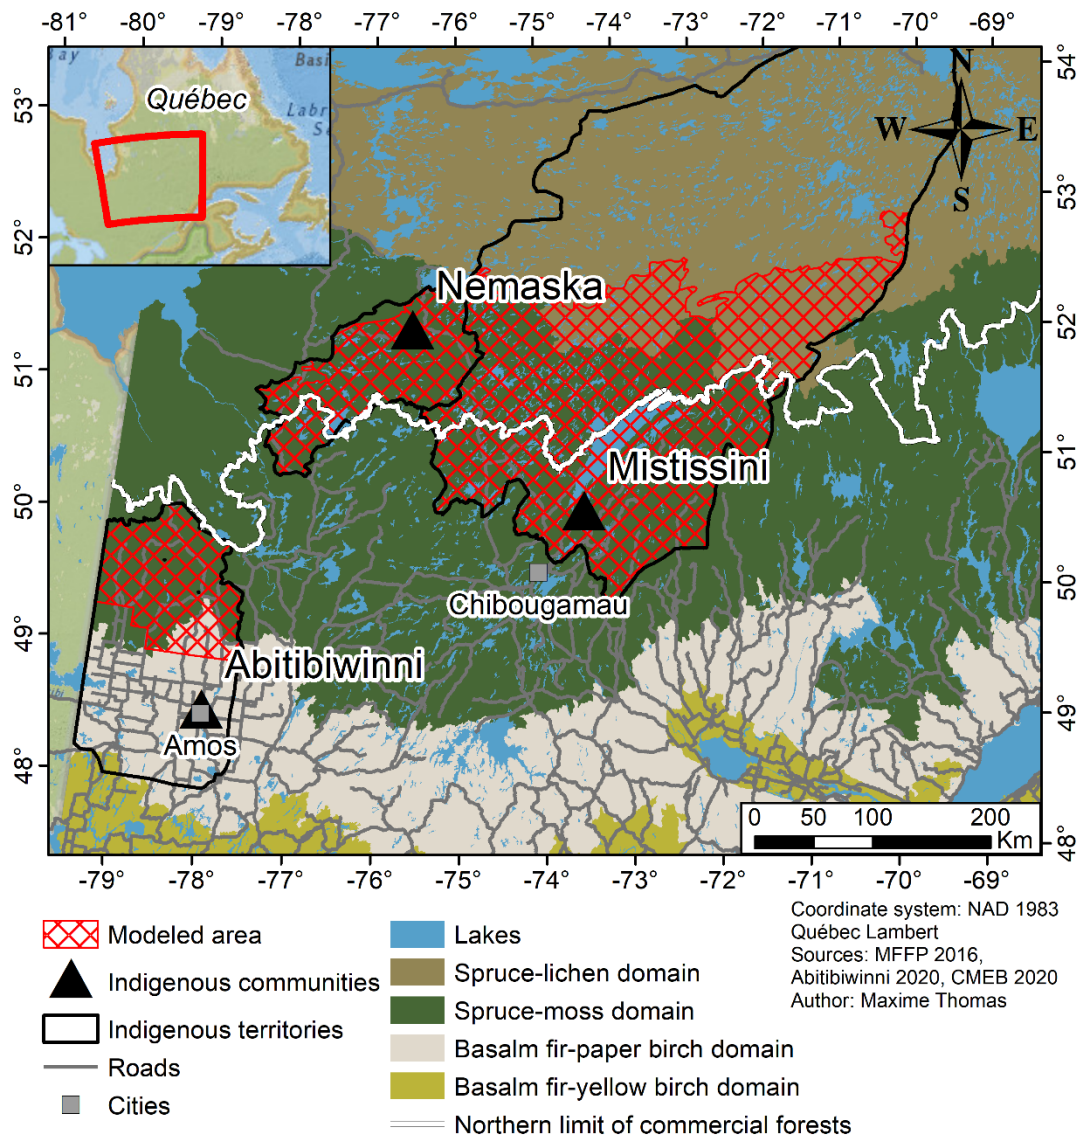 -81° -80° -79° -78° -77° -76° -75° -74° -73° -72° -71° -70° -69°
Québec
Labr
N
W E
S
54°
53°
52°
51°
50°
49°
48°
53°
52°
51°
50°
49°
48°
Nemaska
Mistissini
Chibougamau
Abitibiwinni
Amos
0 50 100 200
Km
-79° -78° -77° -76° -75° -74° -73° -72° -71° -70° -69°
Modeled area
Indigenous communities
Indigenous territories
Roads
Cities
Lakes
Spruce-lichen domain
Spruce-moss domain
Basalm fir-paper birch domain
Basalm fir-yellow birch domain
Northern limit of commercial forests
Coordinate system: NAD 1983
Québec Lambert
Sources: MFFP 2016,
Abitibiwinni 2020, CMEB 2020
Author: Maxime Thomas